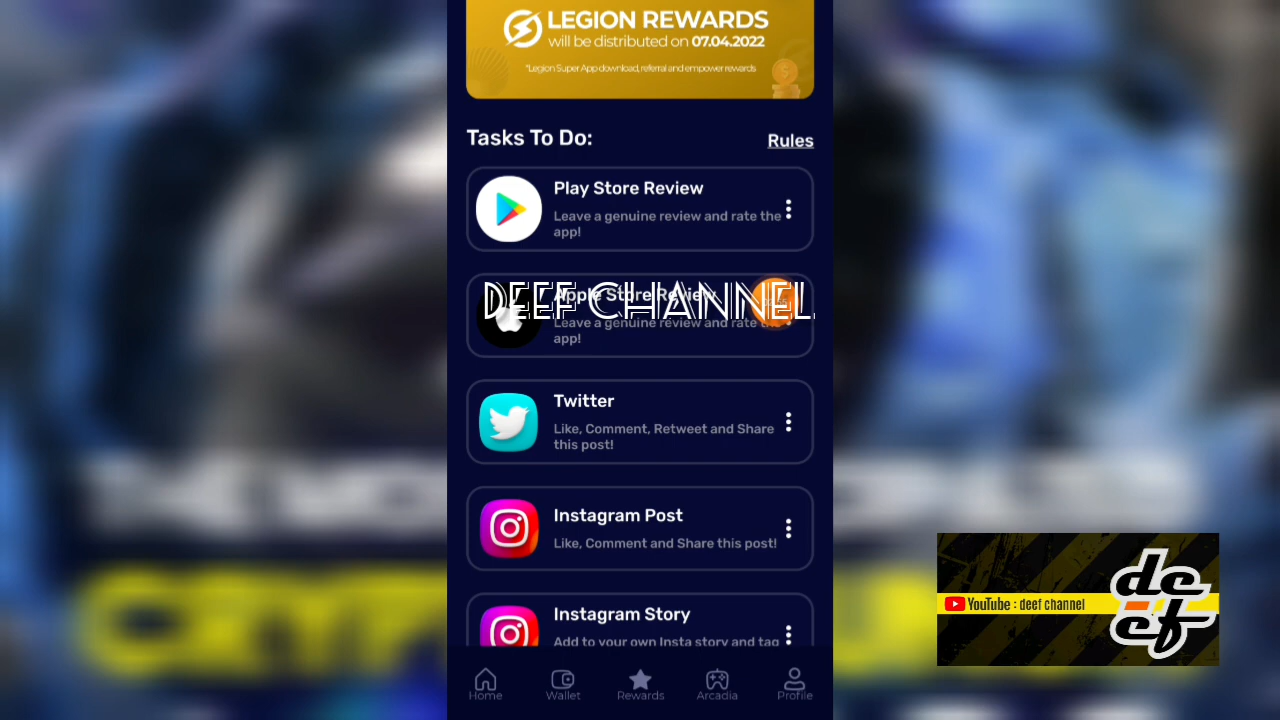 LEGION REWARDS
will be distributed on 07.04.2022
*Legion Super App download, referral and empower rewards
Tasks To Do:
Rules
Play Store Review
Leave a genuine review and rate the
app!
Apple Store Review
DEEF CHANNEL
Leave a genuine review and rate the
app!
Twitter
Like, Comment, Retweet and Share
this post!
Instagram Post
Like, Comment and Share this post!
Instagram Story
Add to your own Insta story and tag
Home Wallet Rewards Arcadia Profile
YouTube : deef channel
deef